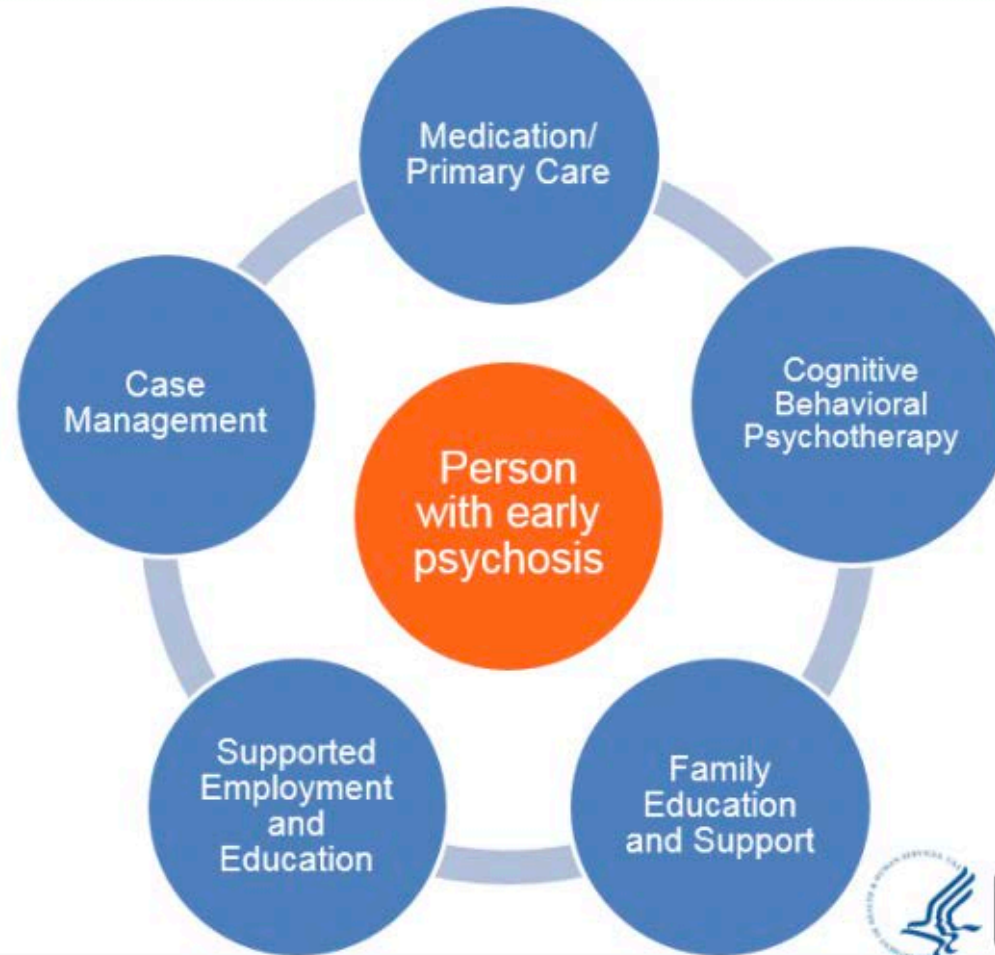 Medication/
Primary Care
Cognitive
Behavioral
Psychotherapy
Case
Management
Person
with early
psychosis
Supported
Employment
and
Education
Family
Education
and Support